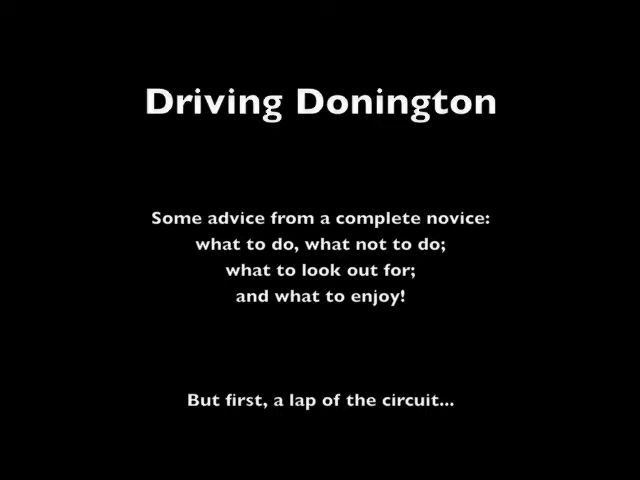 Driving Donington
Some advice from a complete novice:
what to do, what not to do;
what to look out for;
and what to enjoy!
But first, a lap of the circuit...